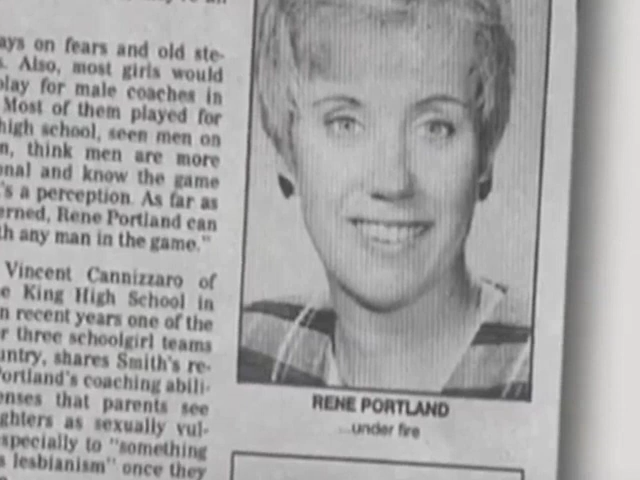 ays on fears and old ste-
s. Also, most girls would
play for male coaches in
Most of them played for
high school, seen men on
n, think men are more
onal and know the game
's a perception. As far as
erned, Rene Portland can
th any man in the game."
Vincent Cannizzaro of
e King High School in
n recent years one of the
r three schoolgirl teams
untry, shares Smith's re-
Portland's coaching abili-
enses that parents see
ghters as sexually vul-
specially to "something
s lesbianism" once they
RENE PORTLAND
...under fire